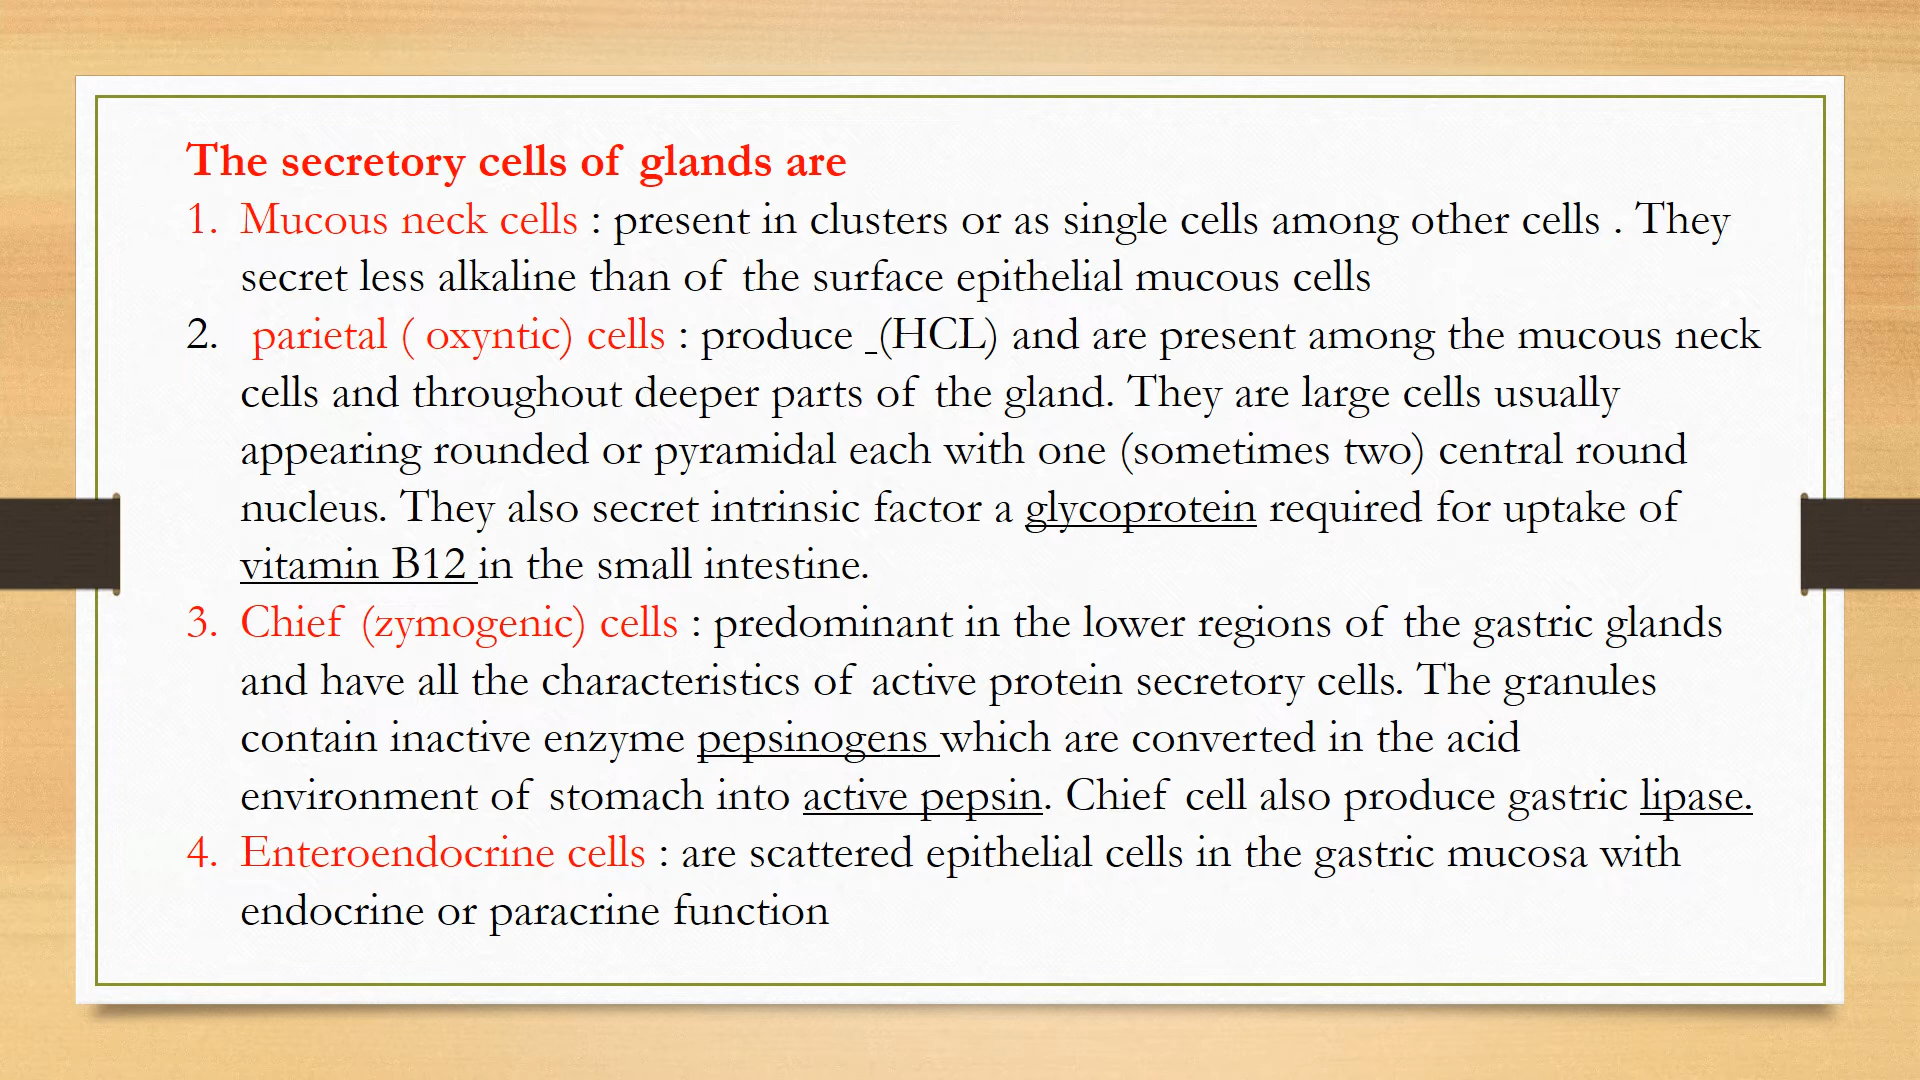 The secretory cells of glands are
1. Mucous neck cells : present in clusters or as single cells among other cells . They
secret less alkaline than of the surface epithelial mucous cells
2. parietal ( oxyntic) cells : produce _(HCL) and are present among the mucous neck
cells and throughout deeper parts of the gland. They are large cells usually
appearing rounded or pyramidal each with one (sometimes two) central round
nucleus. They also secret intrinsic factor a glycoprotein required for uptake of
vitamin B12 in the small intestine.
3. Chief (zymogenic) cells : predominant in the lower regions of the gastric glands
and have all the characteristics of active protein secretory cells. The granules
contain inactive enzyme pepsinogens which are converted in the acid
environment of stomach into active pepsin. Chief cell also produce gastric lipase.
4. Enteroendocrine cells : are scattered epithelial cells in the gastric mucosa with
endocrine or paracrine function